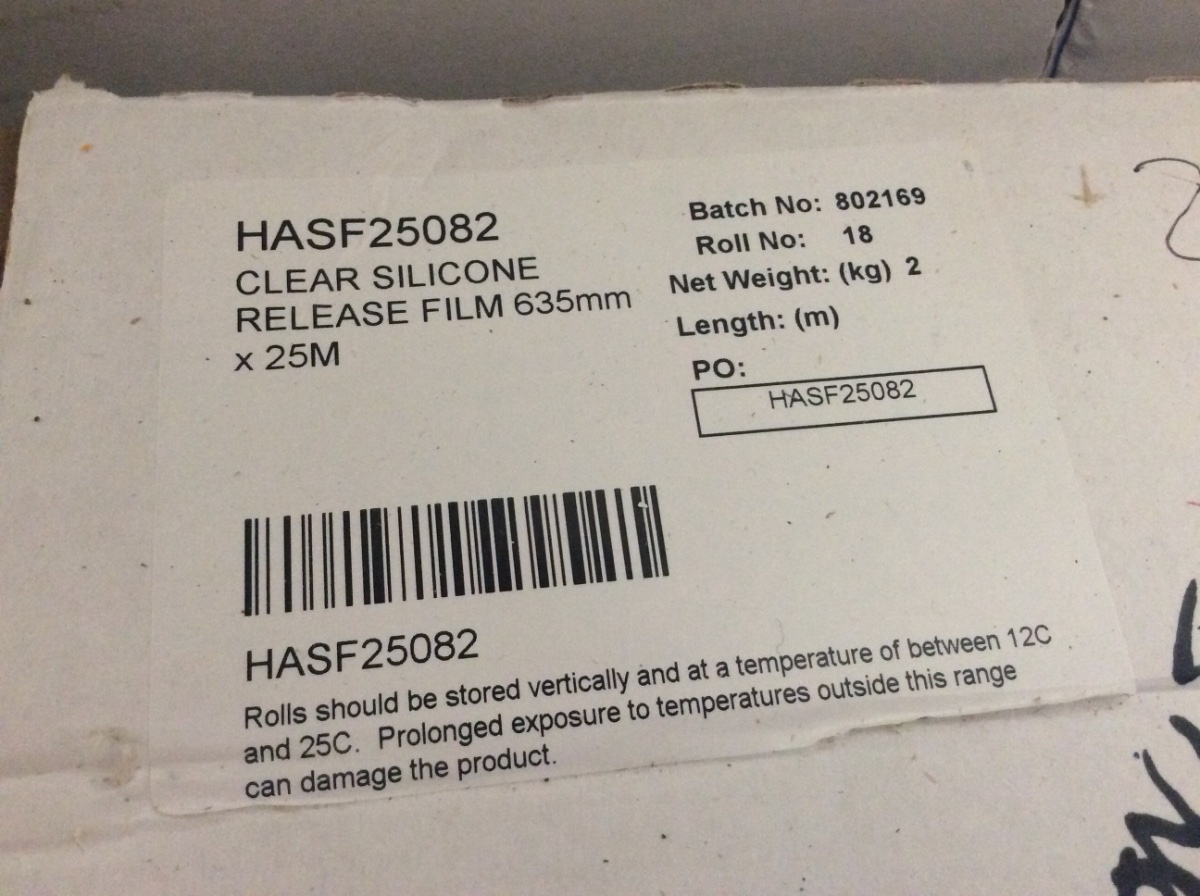 HASF25082
CLEAR SILICONE
RELEASE FILM 635mm
x 25M
Batch No: 802169
Roll No: 18
Net Weight: (kg) 2
Length: (m)
PO:
HASF25082
HASF25082
Rolls should be stored vertically and at a temperature of between 12C
and 25C. Prolonged exposure to temperatures outside this range
can damage the product.